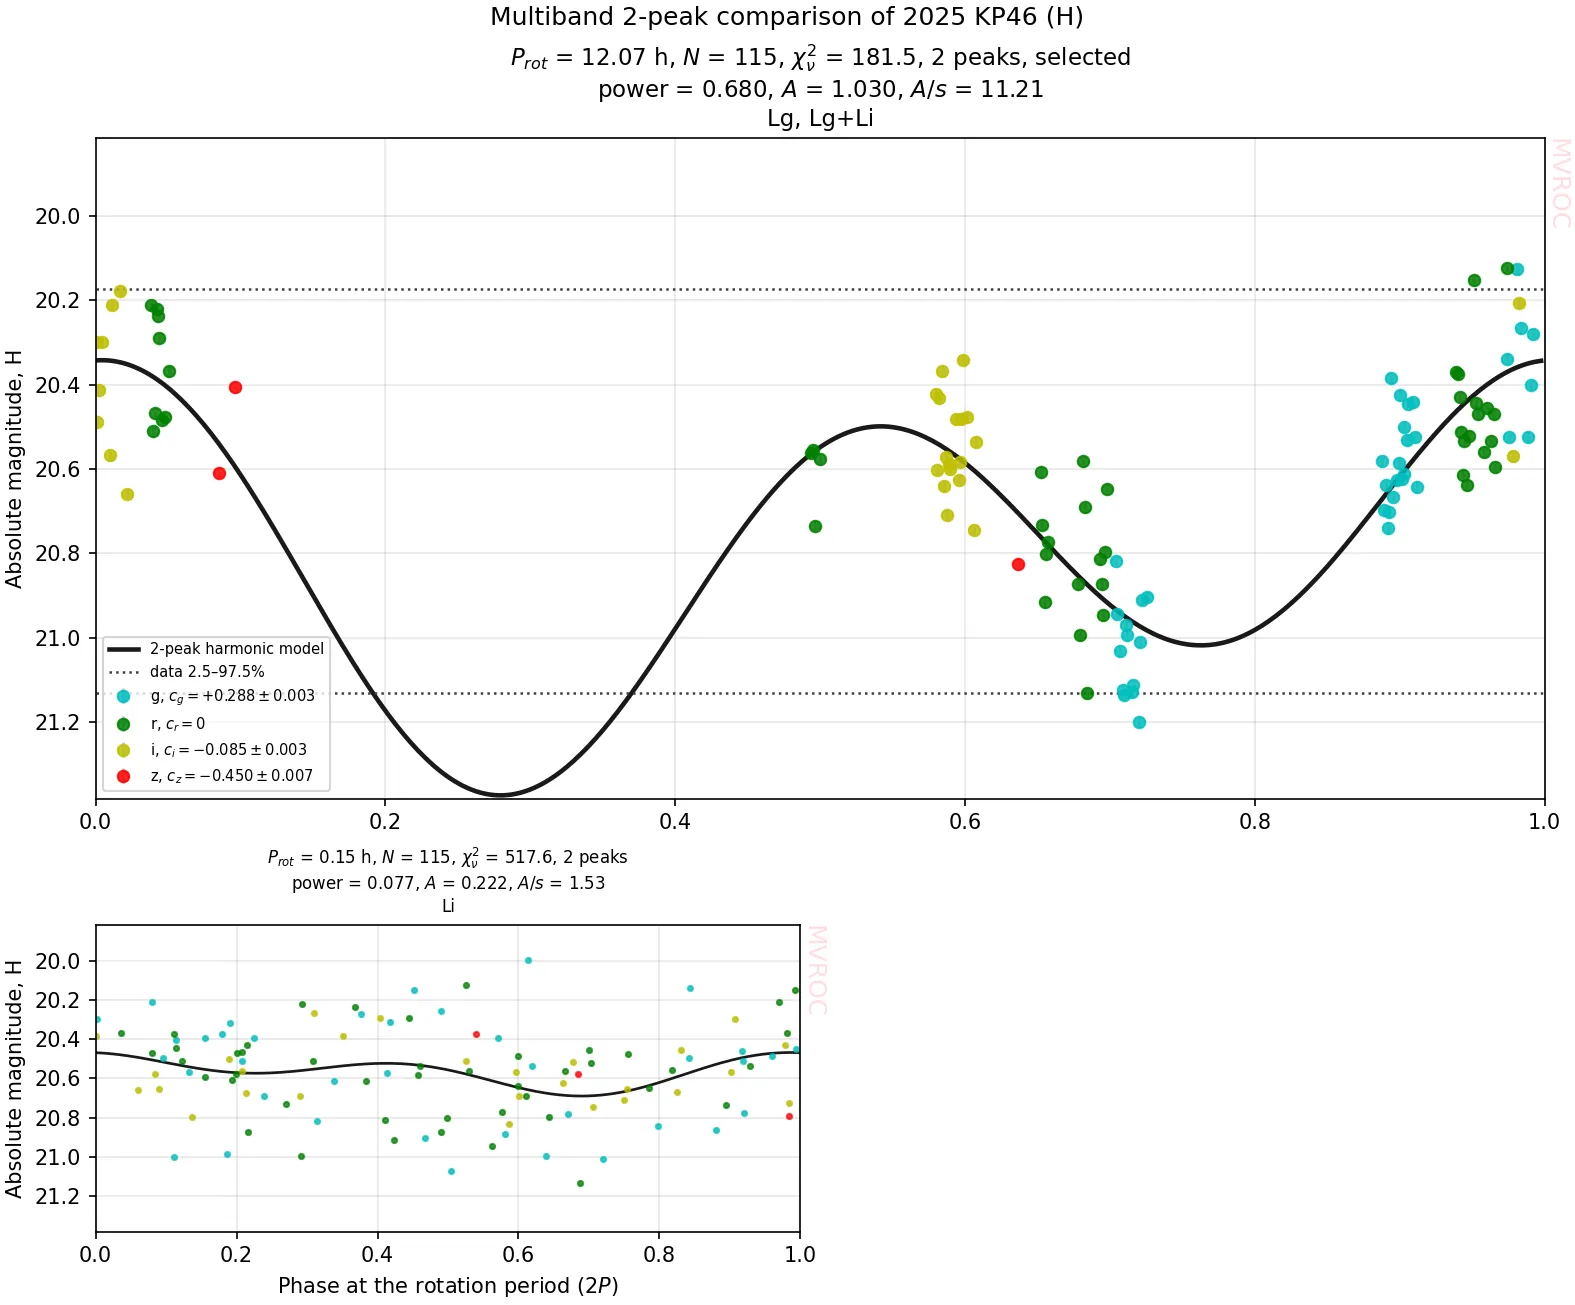 Multiband 2-peak comparison of 2025 KP46 (H)
P_rot = 12.07 h, N = 115, χ²_ν = 181.5, 2 peaks, selected
power = 0.680, A = 1.030, A/s = 11.21
Lg, Lg+Li
MVROC
Absolute magnitude, H
20.0
20.2
20.4
20.6
20.8
21.0
21.2
2-peak harmonic model
data 2.5–97.5%
g, c_g = +0.288 ± 0.003
r, c_r = 0
i, c_i = −0.085 ± 0.003
z, c_z = −0.450 ± 0.007
0.0 0.2 0.4 0.6 0.8 1.0
P_rot = 0.15 h, N = 115, χ²_ν = 517.6, 2 peaks
power = 0.077, A = 0.222, A/s = 1.53
Li
MVROC
Absolute magnitude, H
20.0
20.2
20.4
20.6
20.8
21.0
21.2
0.0 0.2 0.4 0.6 0.8 1.0
Phase at the rotation period (2P)